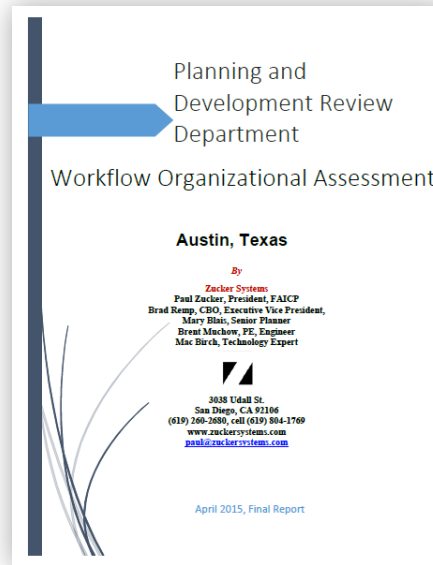 Planning and
Development Review
Department
Workflow Organizational Assessment
Austin, Texas
By
Zucker Systems
Paul Zucker, President, FAICP
Brad Remp, CBO, Executive Vice President,
Mary Blais, Senior Planner
Brent Muchow, PE, Engineer
Mac Birch, Technology Expert
3038 Udall St.
San Diego, CA 92106
(619) 260-2680, cell (619) 804-1769
www.zuckersystems.com
paul@zuckersystems.com
April 2015, Final Report